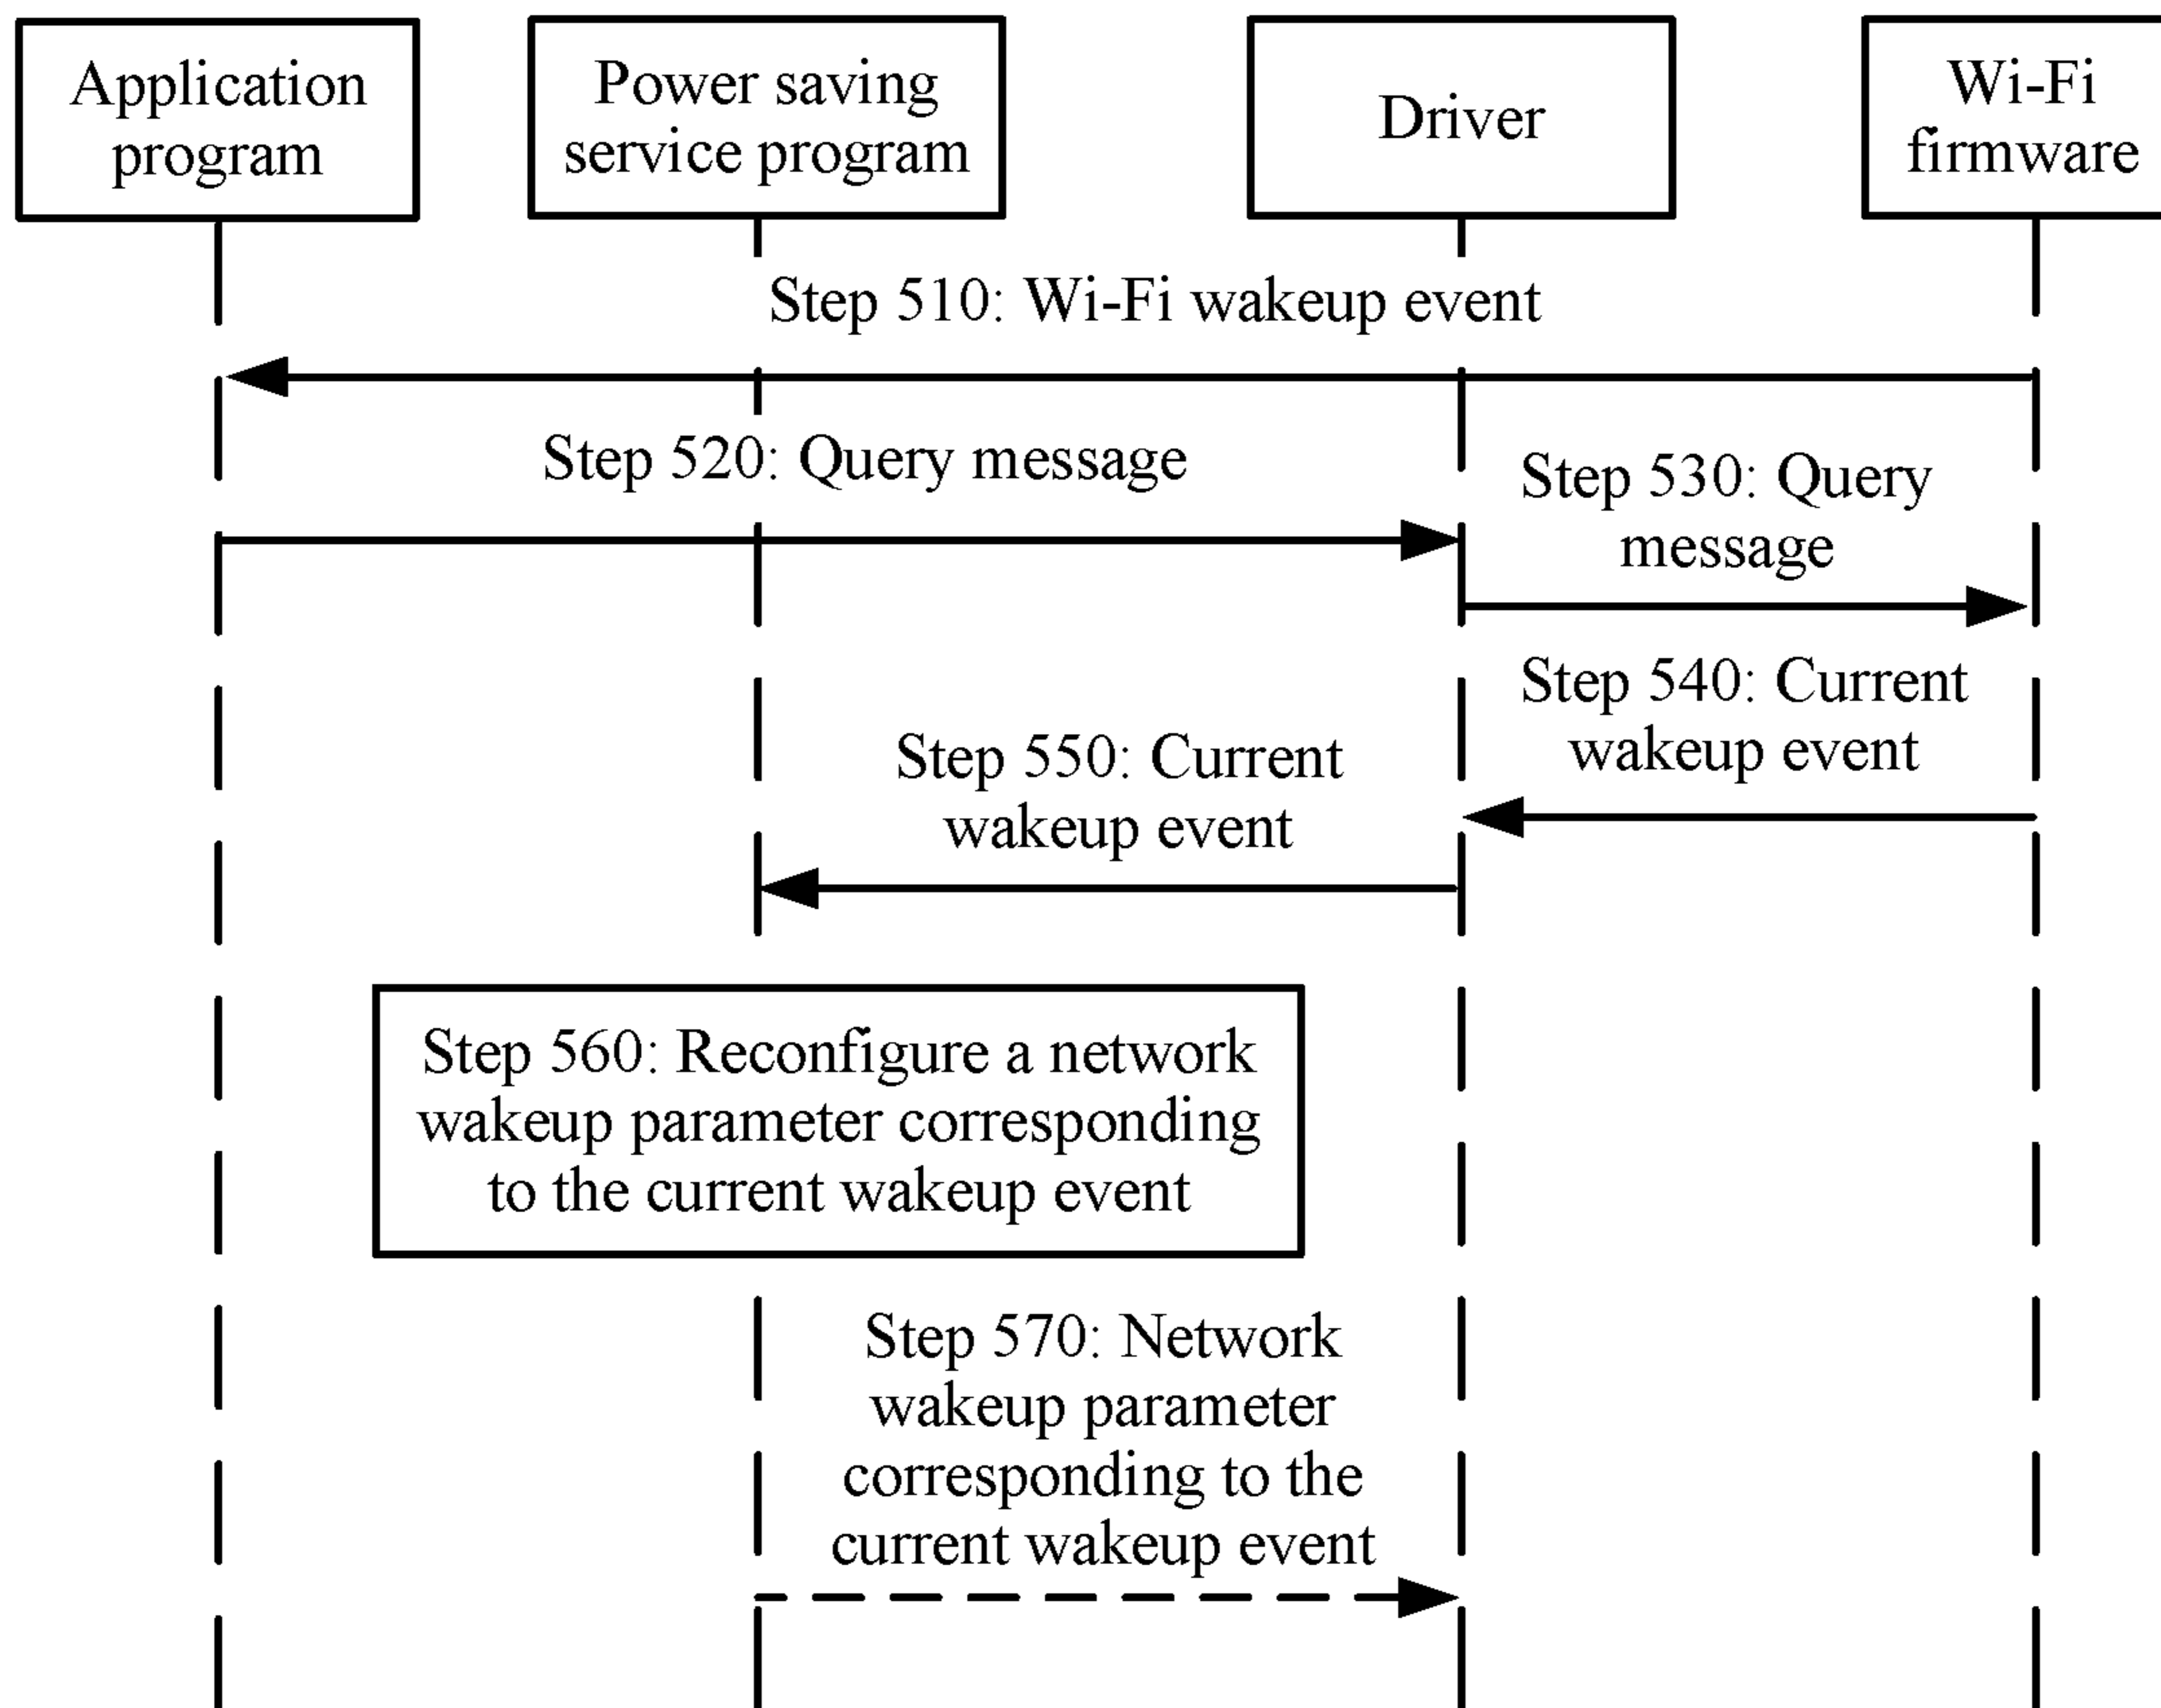 Application
program
Power saving
service program
Driver
Wi-Fi
firmware
Step 510: Wi-Fi wakeup event
Step 520: Query message
Step 530: Query
message
Step 540: Current
wakeup event
Step 550: Current
wakeup event
Step 560: Reconfigure a network
wakeup parameter corresponding
to the current wakeup event
Step 570: Network
wakeup parameter
corresponding to the
current wakeup event